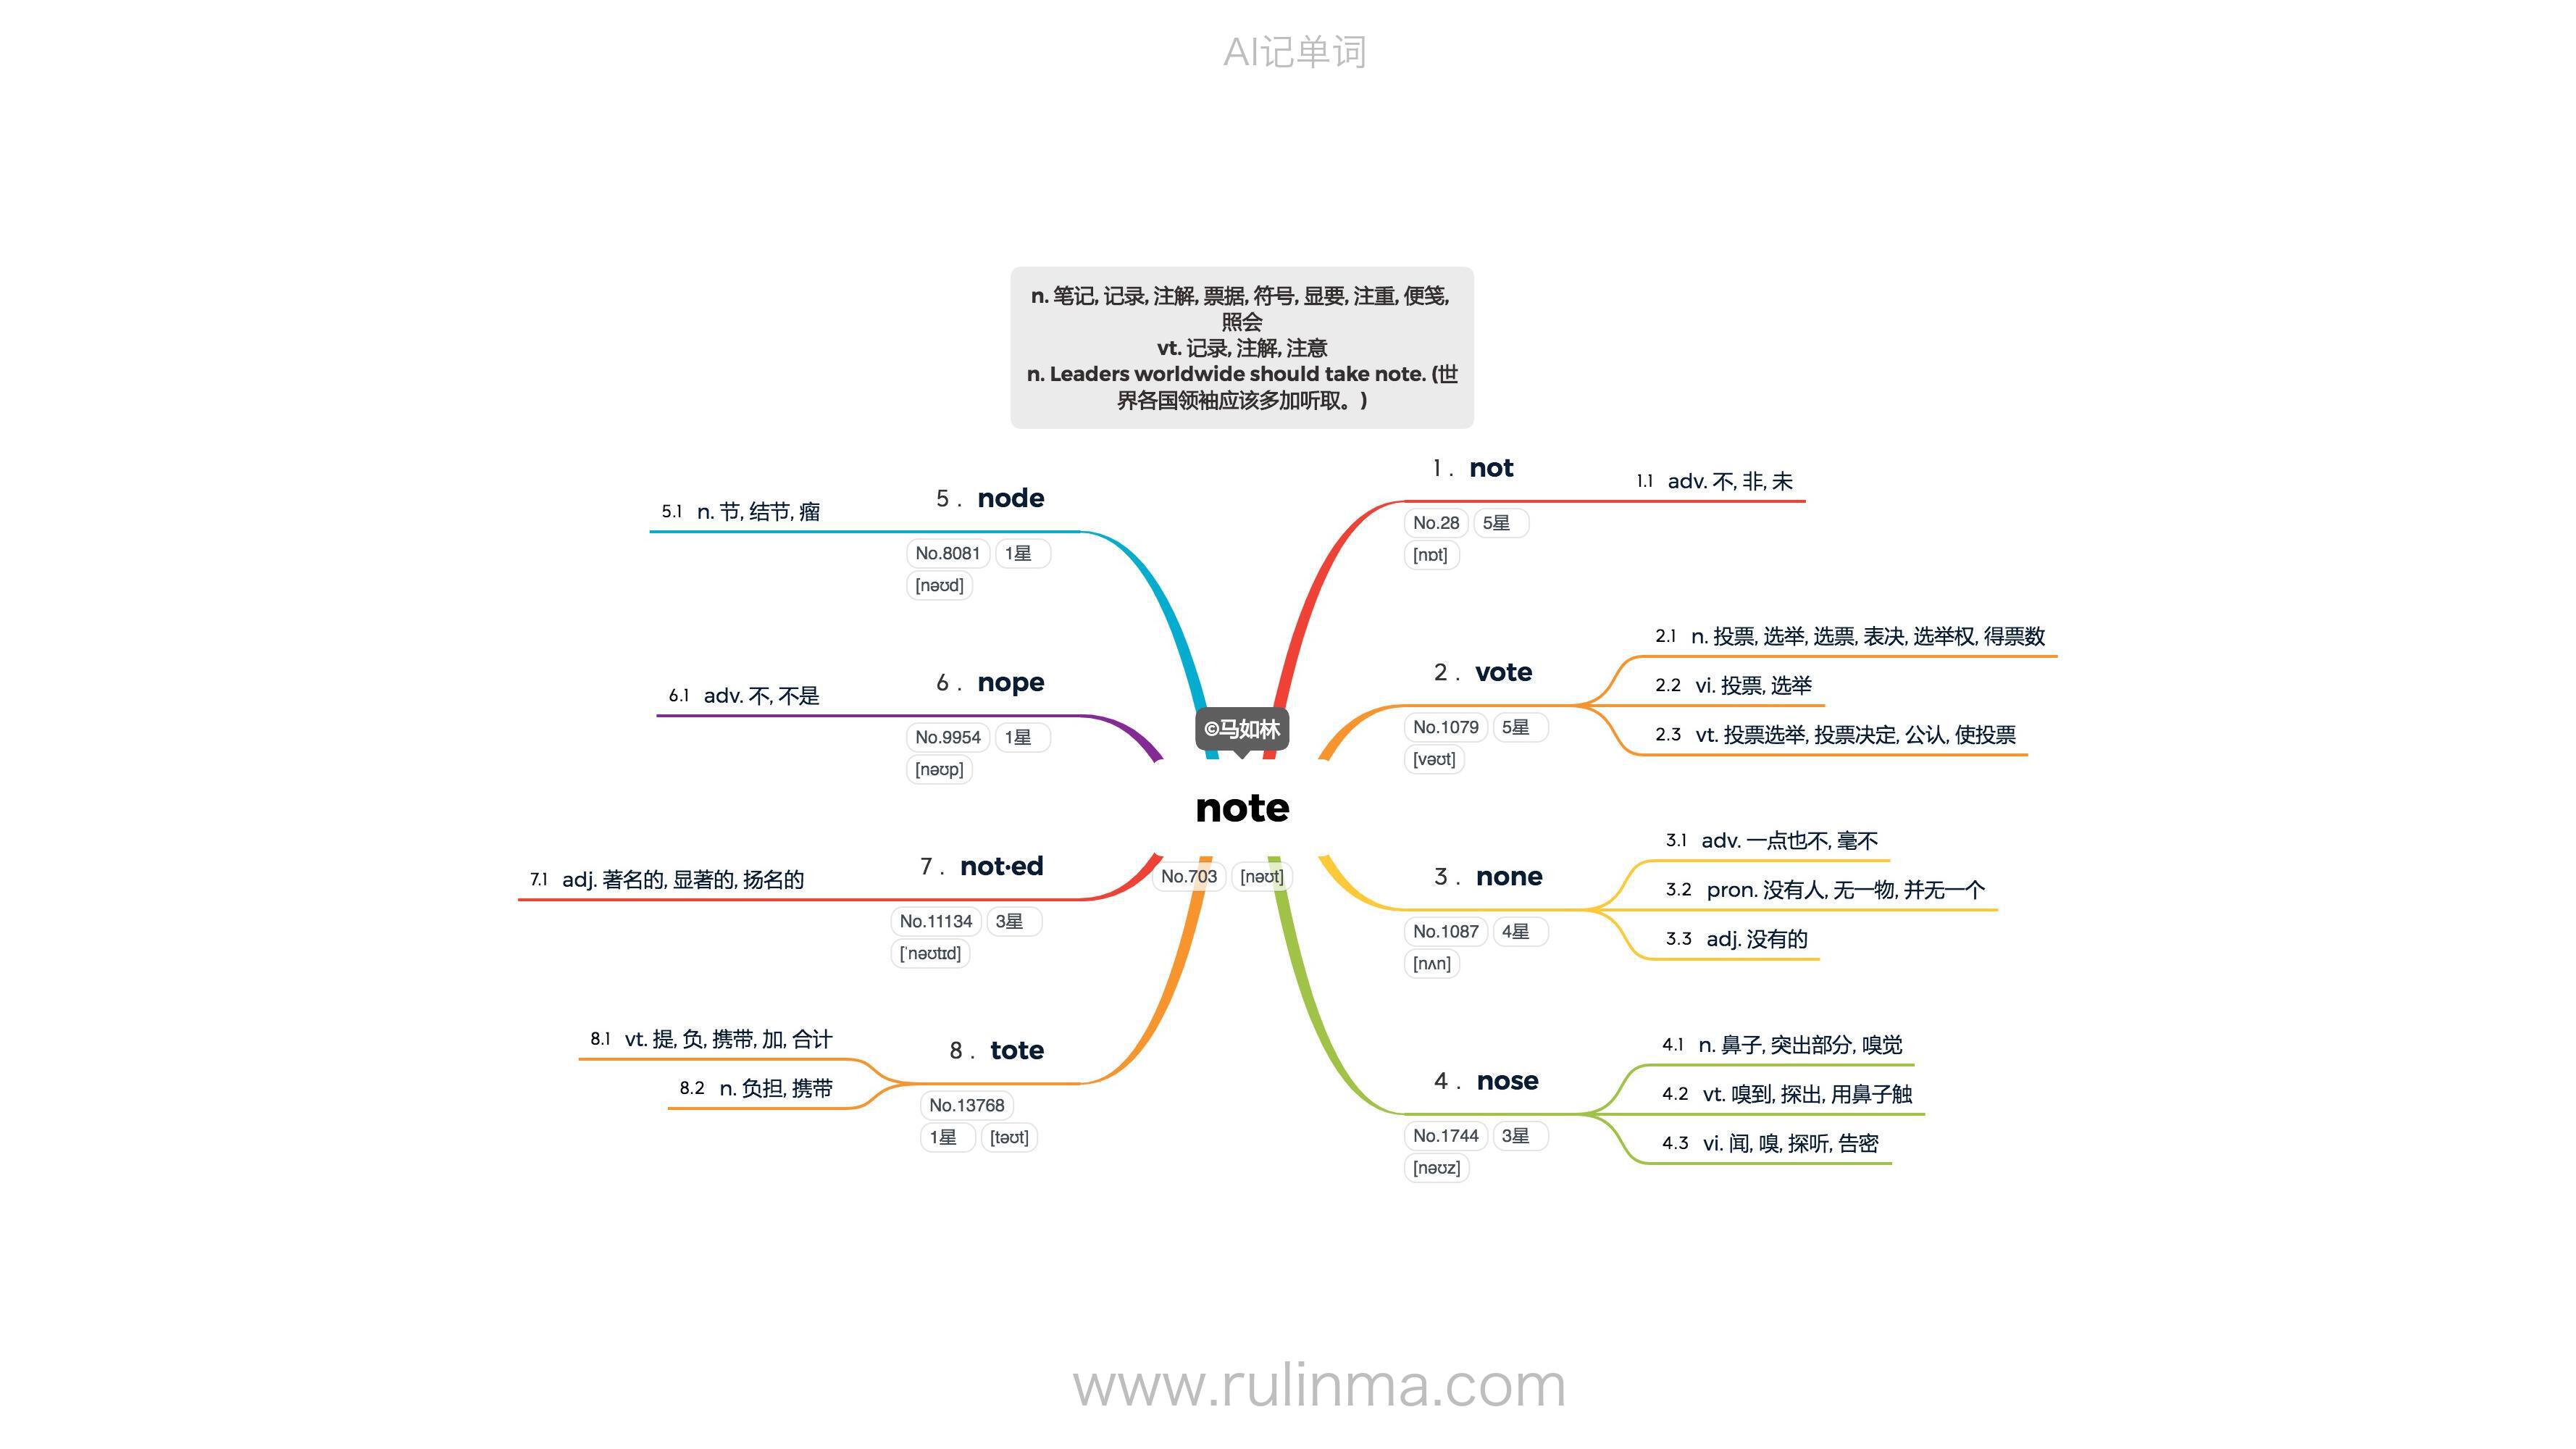 AI记单词
n. 笔记, 记录, 注解, 票据, 符号, 显要, 注重, 便笺,
照会
vt. 记录, 注解, 注意
n. Leaders worldwide should take note. (世
界各国领袖应该多加听取。)
©马如林
note
No.703 [nəʊt]
1 . not
No.28 5星
[nɒt]
1.1 adv. 不, 非, 未
2 . vote
No.1079 5星
[vəʊt]
2.1 n. 投票, 选举, 选票, 表决, 选举权, 得票数
2.2 vi. 投票, 选举
2.3 vt. 投票选举, 投票决定, 公认, 使投票
3 . none
No.1087 4星
[nʌn]
3.1 adv. 一点也不, 毫不
3.2 pron. 没有人, 无一物, 并无一个
3.3 adj. 没有的
4 . nose
No.1744 3星
[nəʊz]
4.1 n. 鼻子, 突出部分, 嗅觉
4.2 vt. 嗅到, 探出, 用鼻子触
4.3 vi. 闻, 嗅, 探听, 告密
5 . node
No.8081 1星
[nəʊd]
5.1 n. 节, 结节, 瘤
6 . nope
No.9954 1星
[nəʊp]
6.1 adv. 不, 不是
7 . not·ed
No.11134 3星
[ˈnəʊtɪd]
7.1 adj. 著名的, 显著的, 扬名的
8 . tote
No.13768
1星 [təʊt]
8.1 vt. 提, 负, 携带, 加, 合计
8.2 n. 负担, 携带
www.rulinma.com